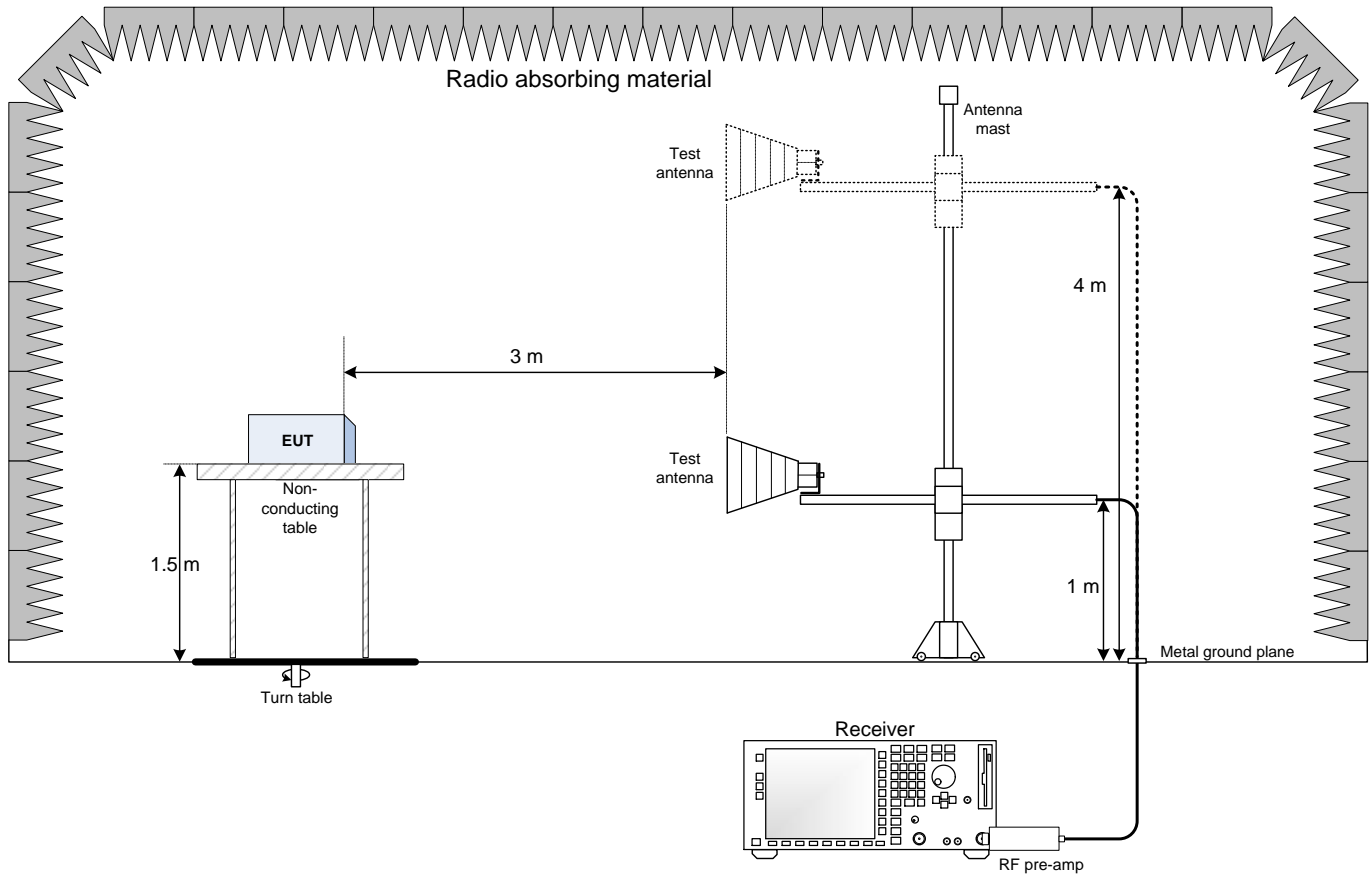 Radio absorbing material
Antenna
mast
Test
antenna
4 m
3 m
EUT
Test
antenna
Non-
conducting
table
1.5 m
1 m
Metal ground plane
Turn table
Receiver
RF pre-amp